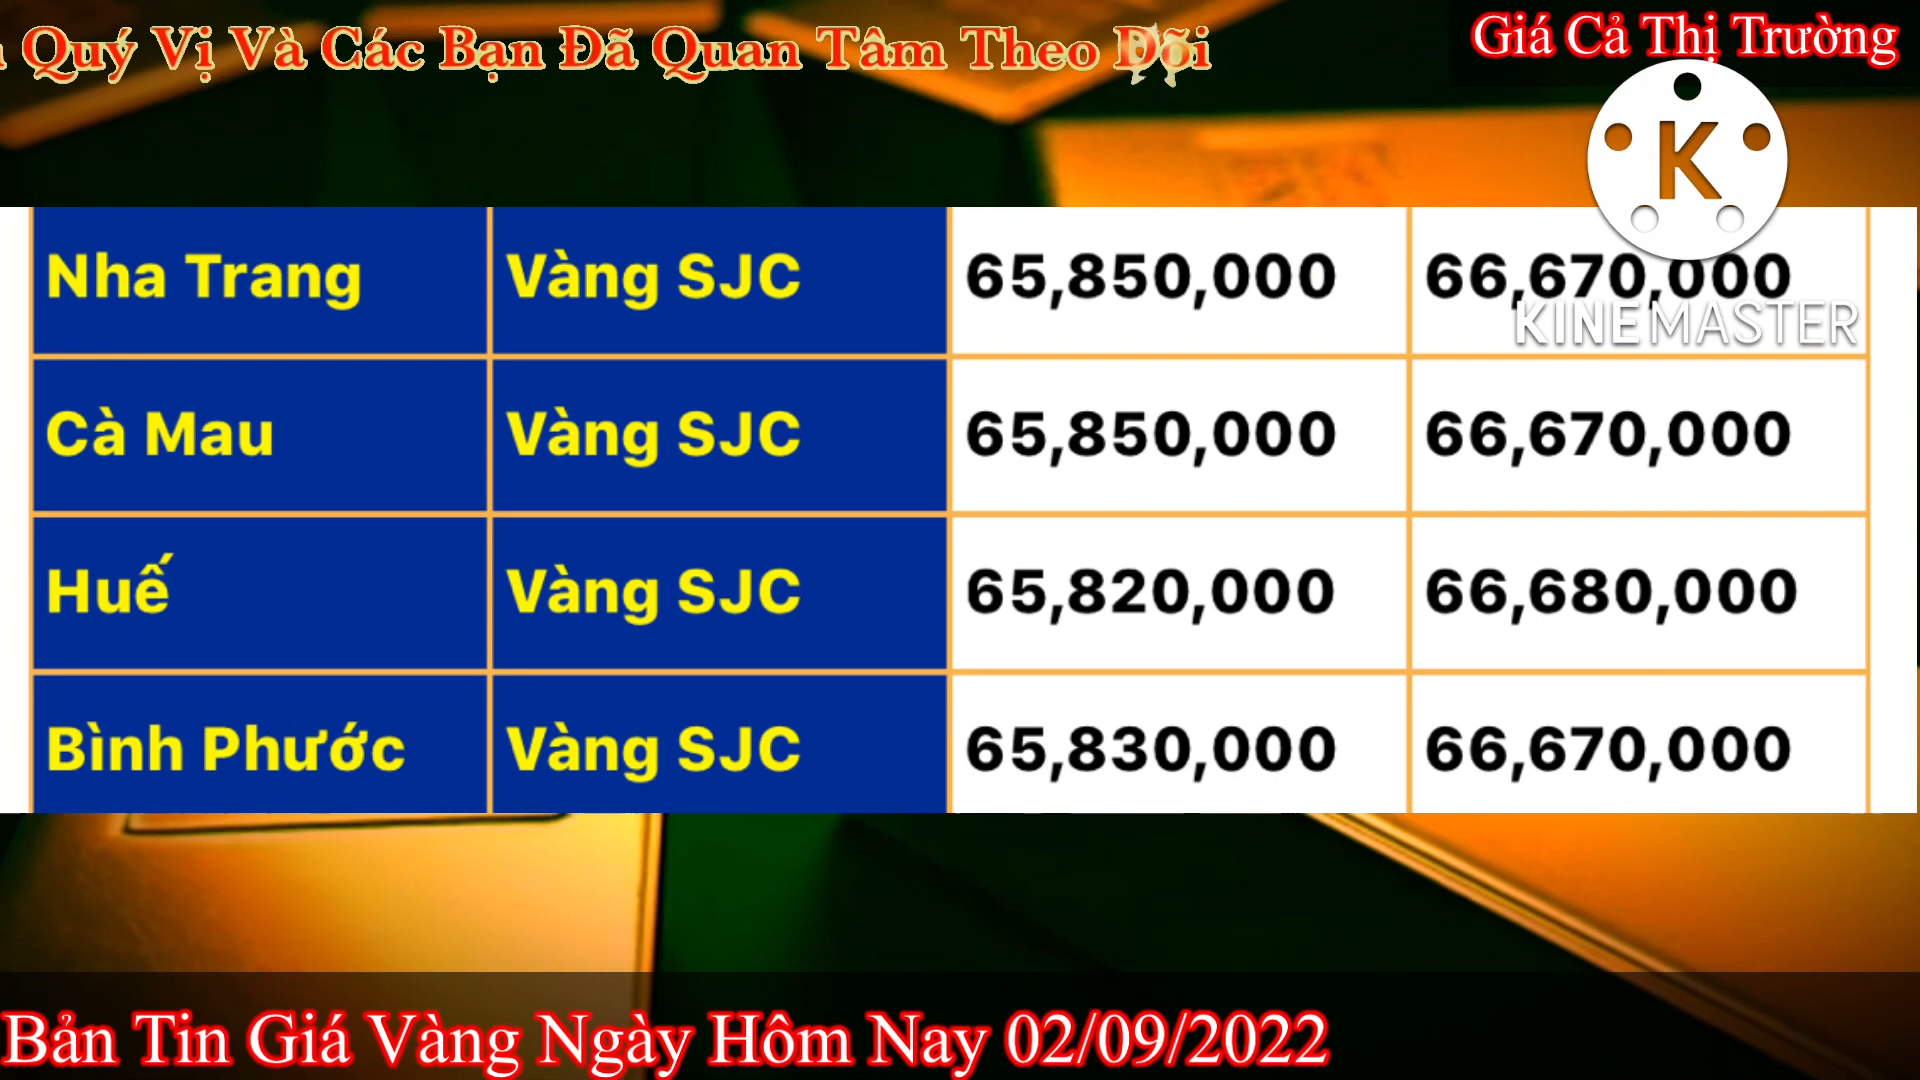 Quý Vị Và Các Bạn Đã Quan Tâm Theo Dõi
Giá Cả Thị Trường
K
KINEMASTER
Nha Trang Vàng SJC 65,850,000 66,670,000
Cà Mau Vàng SJC 65,850,000 66,670,000
Huế Vàng SJC 65,820,000 66,680,000
Bình Phước Vàng SJC 65,830,000 66,670,000
Bản Tin Giá Vàng Ngày Hôm Nay 02/09/2022